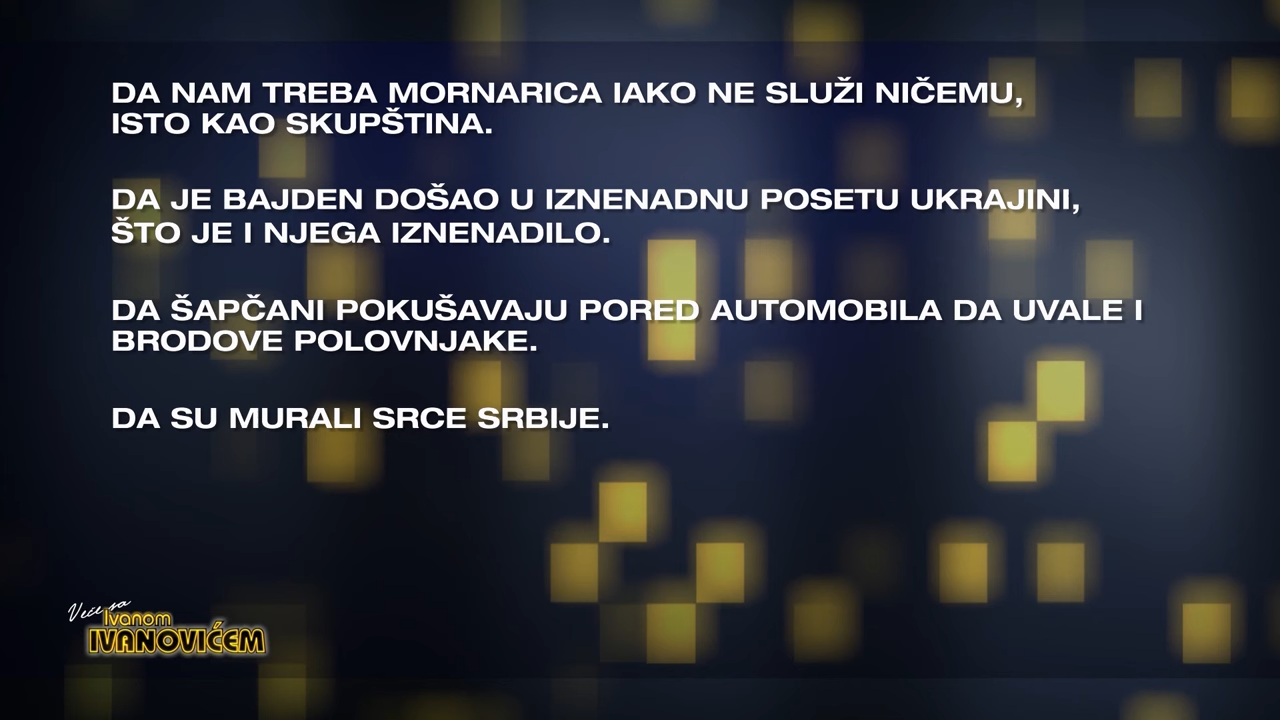 DA NAM TREBA MORNARICA IAKO NE SLUŽI NIČEMU,
ISTO KAO SKUPŠTINA.
DA JE BAJDEN DOŠAO U IZNENADNU POSETU UKRAJINI,
ŠTO JE I NJEGA IZNENADILO.
DA ŠAPČANI POKUŠAVAJU PORED AUTOMOBILA DA UVALE I
BRODOVE POLOVNJAKE.
DA SU MURALI SRCE SRBIJE.
Veče sa
Ivanom
IVANOVIĆEM